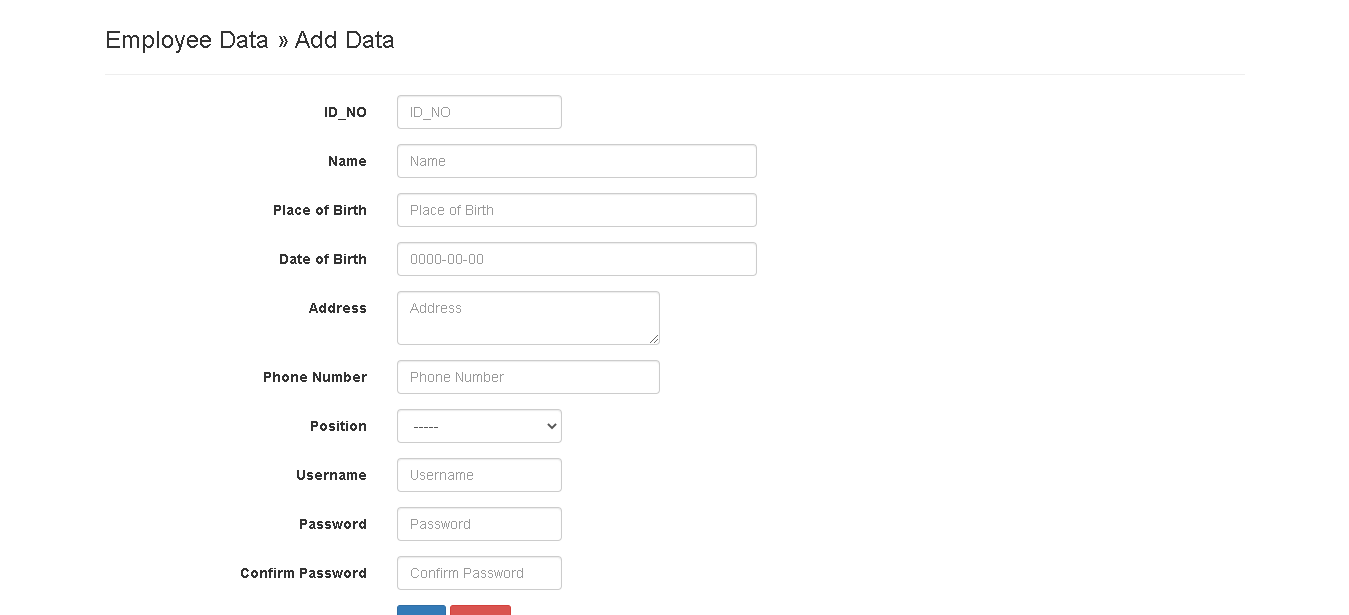 Employee Data » Add Data
ID_NO ID_NO
Name Name
Place of Birth Place of Birth
Date of Birth 0000-00-00
Address Address
Phone Number Phone Number
Position -----
Username Username
Password Password
Confirm Password Confirm Password